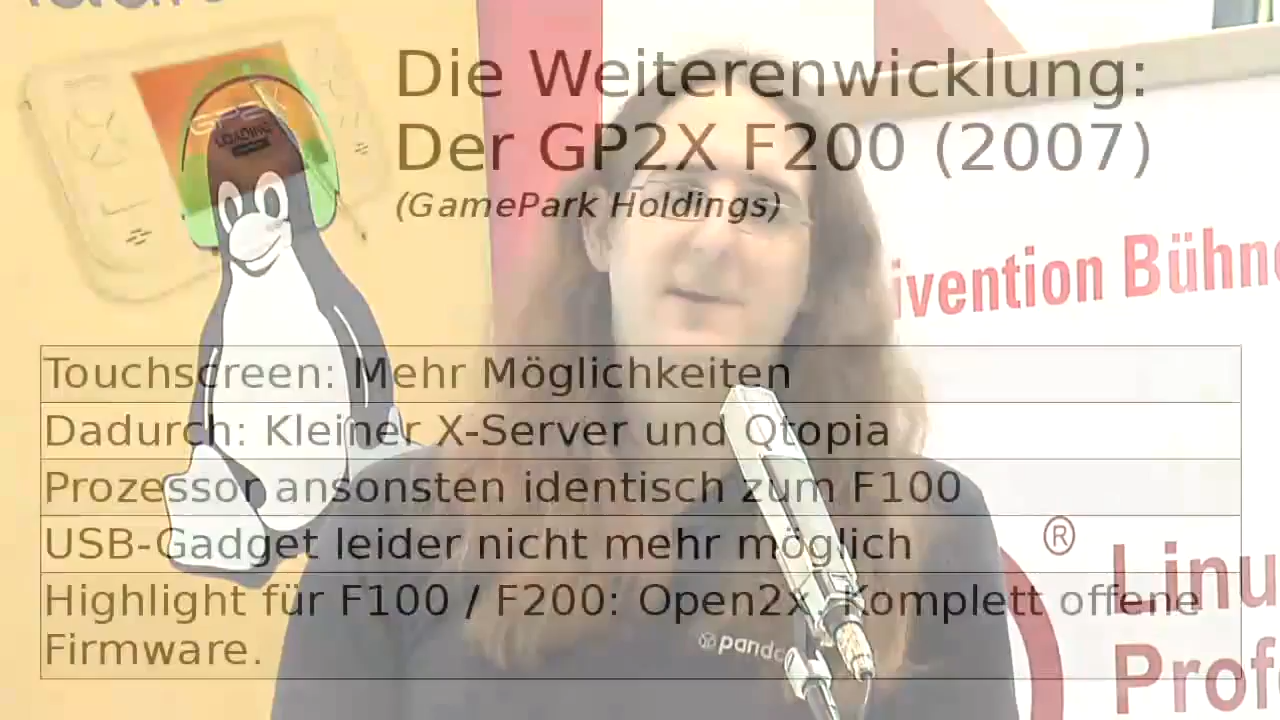 Die Weiterenwicklung:
Der GP2X F200 (2007)
(GamePark Holdings)
LOADING
ivention Bühne
Touchscreen: Mehr Möglichkeiten
Dadurch: Kleiner X-Server und Qtopia
Prozessor ansonsten identisch zum F100
USB-Gadget leider nicht mehr möglich
Highlight für F100 / F200: Open2x, Komplett offene
Firmware.
®
Linu
Prof
pando